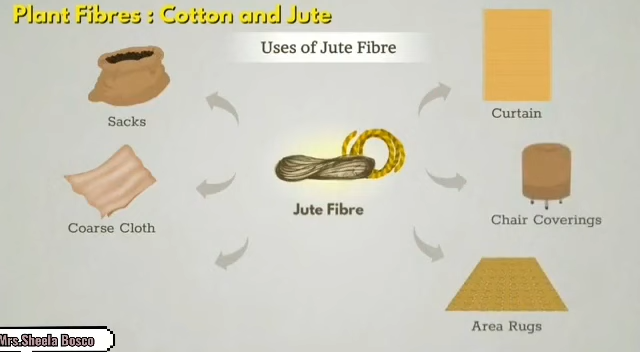 Plant Fibres : Cotton and Jute
Uses of Jute Fibre
Sacks
Curtain
Coarse Cloth
Jute Fibre
Chair Coverings
Area Rugs
Mrs.Sheela Bosco